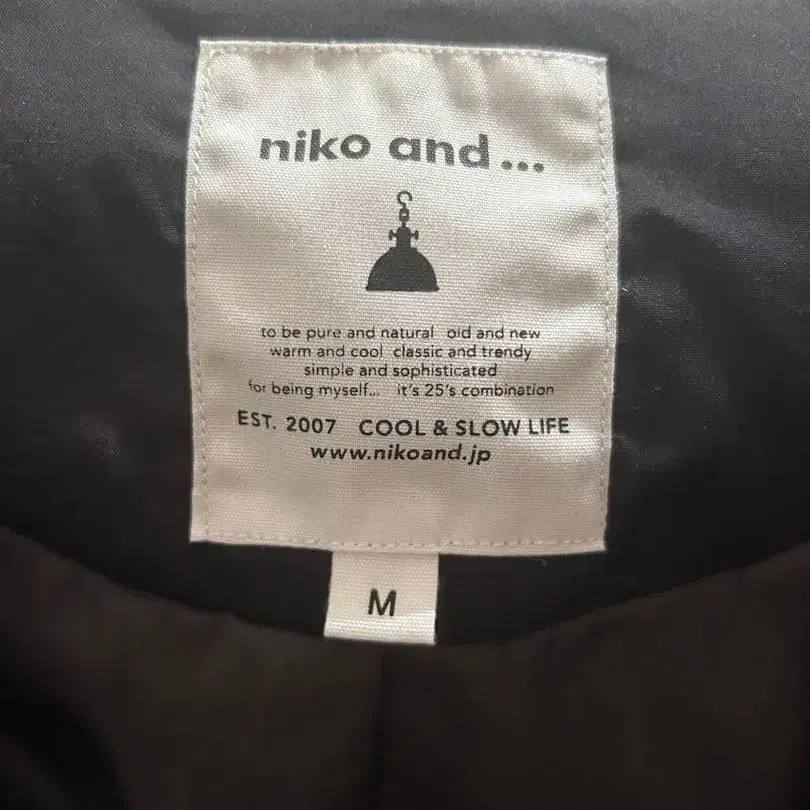 niko and...
to be pure and natural old and new
warm and cool classic and trendy
simple and sophisticated
for being myself... it's 25's combination
EST. 2007 COOL & SLOW LIFE
www.nikoand.jp
M